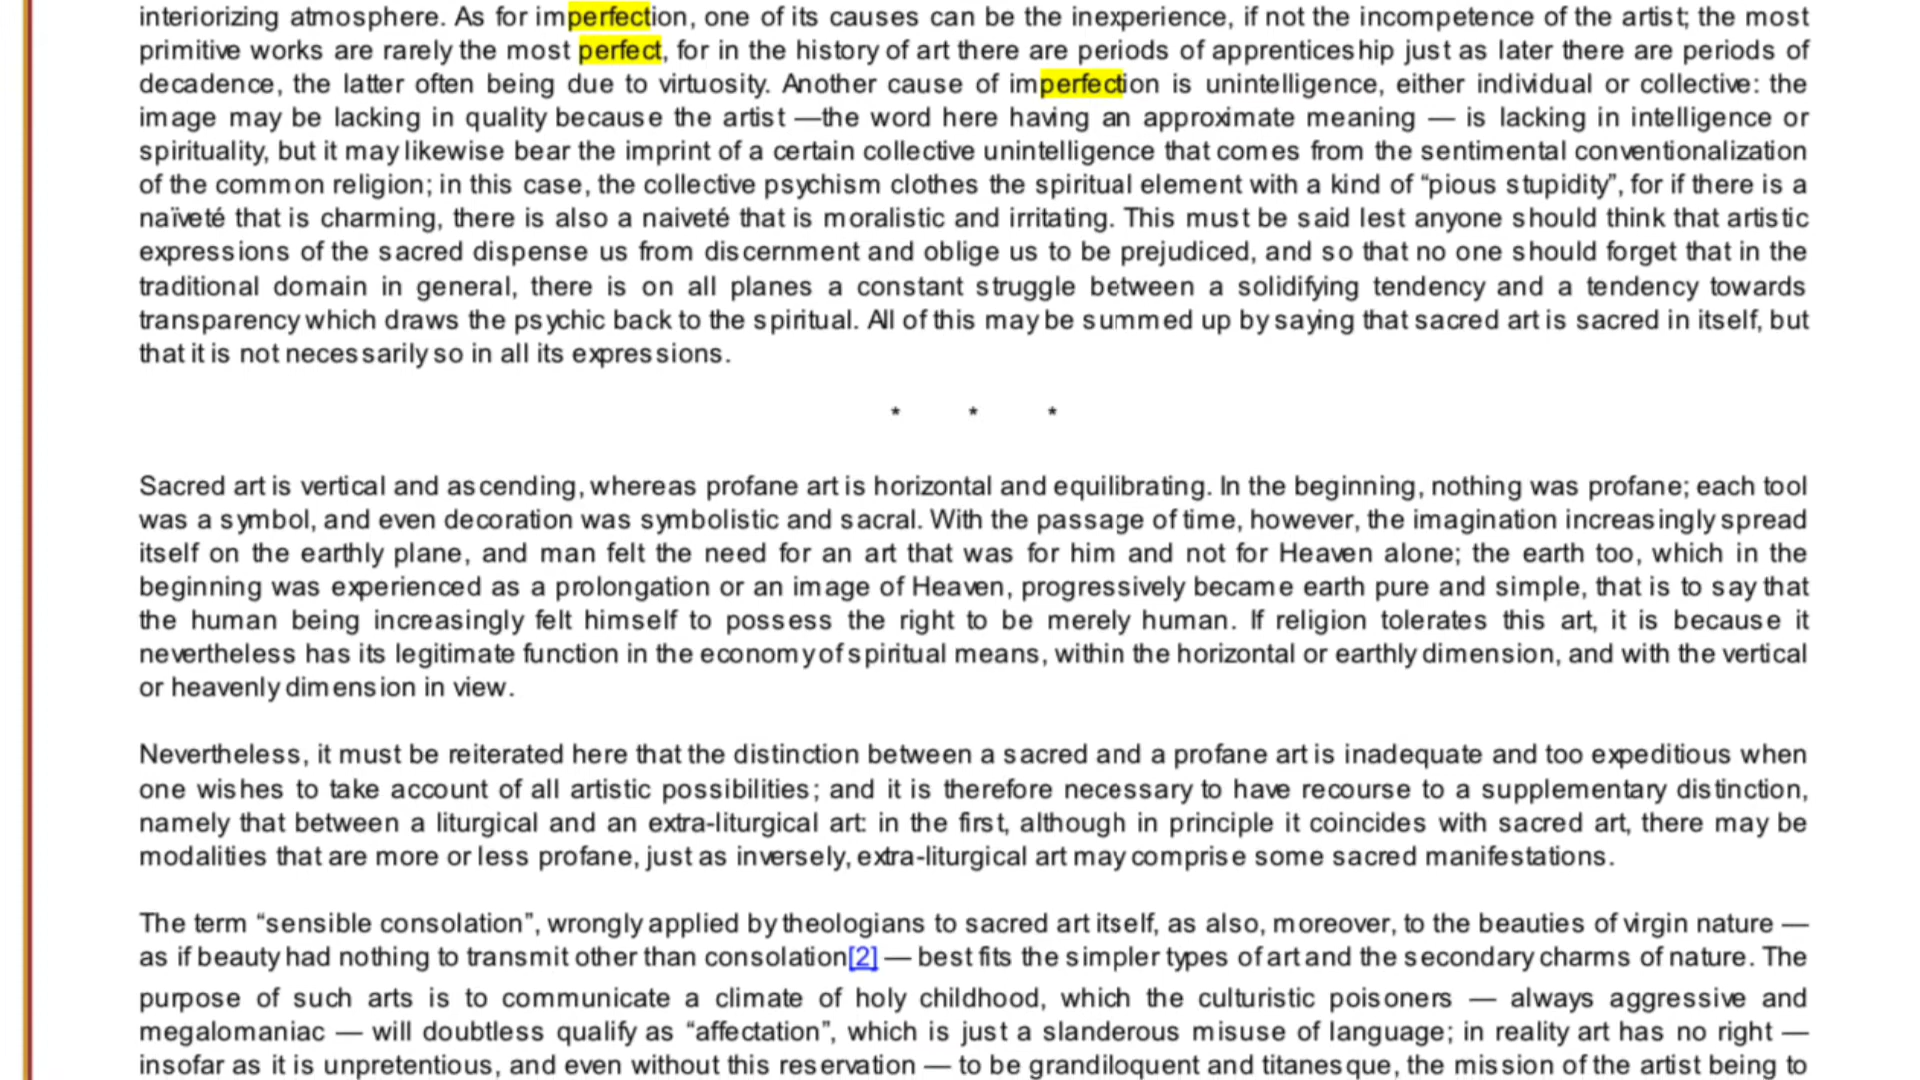 interiorizing atmosphere. As for imperfection, one of its causes can be the inexperience, if not the incompetence of the artist; the most
primitive works are rarely the most perfect, for in the history of art there are periods of apprenticeship just as later there are periods of
decadence, the latter often being due to virtuosity. Another cause of imperfection is unintelligence, either individual or collective: the
image may be lacking in quality because the artist —the word here having an approximate meaning — is lacking in intelligence or
spirituality, but it may likewise bear the imprint of a certain collective unintelligence that comes from the sentimental conventionalization
of the common religion; in this case, the collective psychism clothes the spiritual element with a kind of “pious stupidity”, for if there is a
naïveté that is charming, there is also a naiveté that is moralistic and irritating. This must be said lest anyone should think that artistic
expressions of the sacred dispense us from discernment and oblige us to be prejudiced, and so that no one should forget that in the
traditional domain in general, there is on all planes a constant struggle between a solidifying tendency and a tendency towards
transparency which draws the psychic back to the spiritual. All of this may be summed up by saying that sacred art is sacred in itself, but
that it is not necessarily so in all its expressions.
* * *
Sacred art is vertical and ascending, whereas profane art is horizontal and equilibrating. In the beginning, nothing was profane; each tool
was a symbol, and even decoration was symbolistic and sacral. With the passage of time, however, the imagination increasingly spread
itself on the earthly plane, and man felt the need for an art that was for him and not for Heaven alone; the earth too, which in the
beginning was experienced as a prolongation or an image of Heaven, progressively became earth pure and simple, that is to say that
the human being increasingly felt himself to possess the right to be merely human. If religion tolerates this art, it is because it
nevertheless has its legitimate function in the economy of spiritual means, within the horizontal or earthly dimension, and with the vertical
or heavenly dimension in view.
Nevertheless, it must be reiterated here that the distinction between a sacred and a profane art is inadequate and too expeditious when
one wishes to take account of all artistic possibilities; and it is therefore necessary to have recourse to a supplementary distinction,
namely that between a liturgical and an extra-liturgical art: in the first, although in principle it coincides with sacred art, there may be
modalities that are more or less profane, just as inversely, extra-liturgical art may comprise some sacred manifestations.
The term “sensible consolation”, wrongly applied by theologians to sacred art itself, as also, moreover, to the beauties of virgin nature —
as if beauty had nothing to transmit other than consolation[2] — best fits the simpler types of art and the secondary charms of nature. The
purpose of such arts is to communicate a climate of holy childhood, which the culturistic poisoners — always aggressive and
megalomaniac — will doubtless qualify as “affectation”, which is just a slanderous misuse of language; in reality art has no right —
insofar as it is unpretentious, and even without this reservation — to be grandiloquent and titanesque, the mission of the artist being to